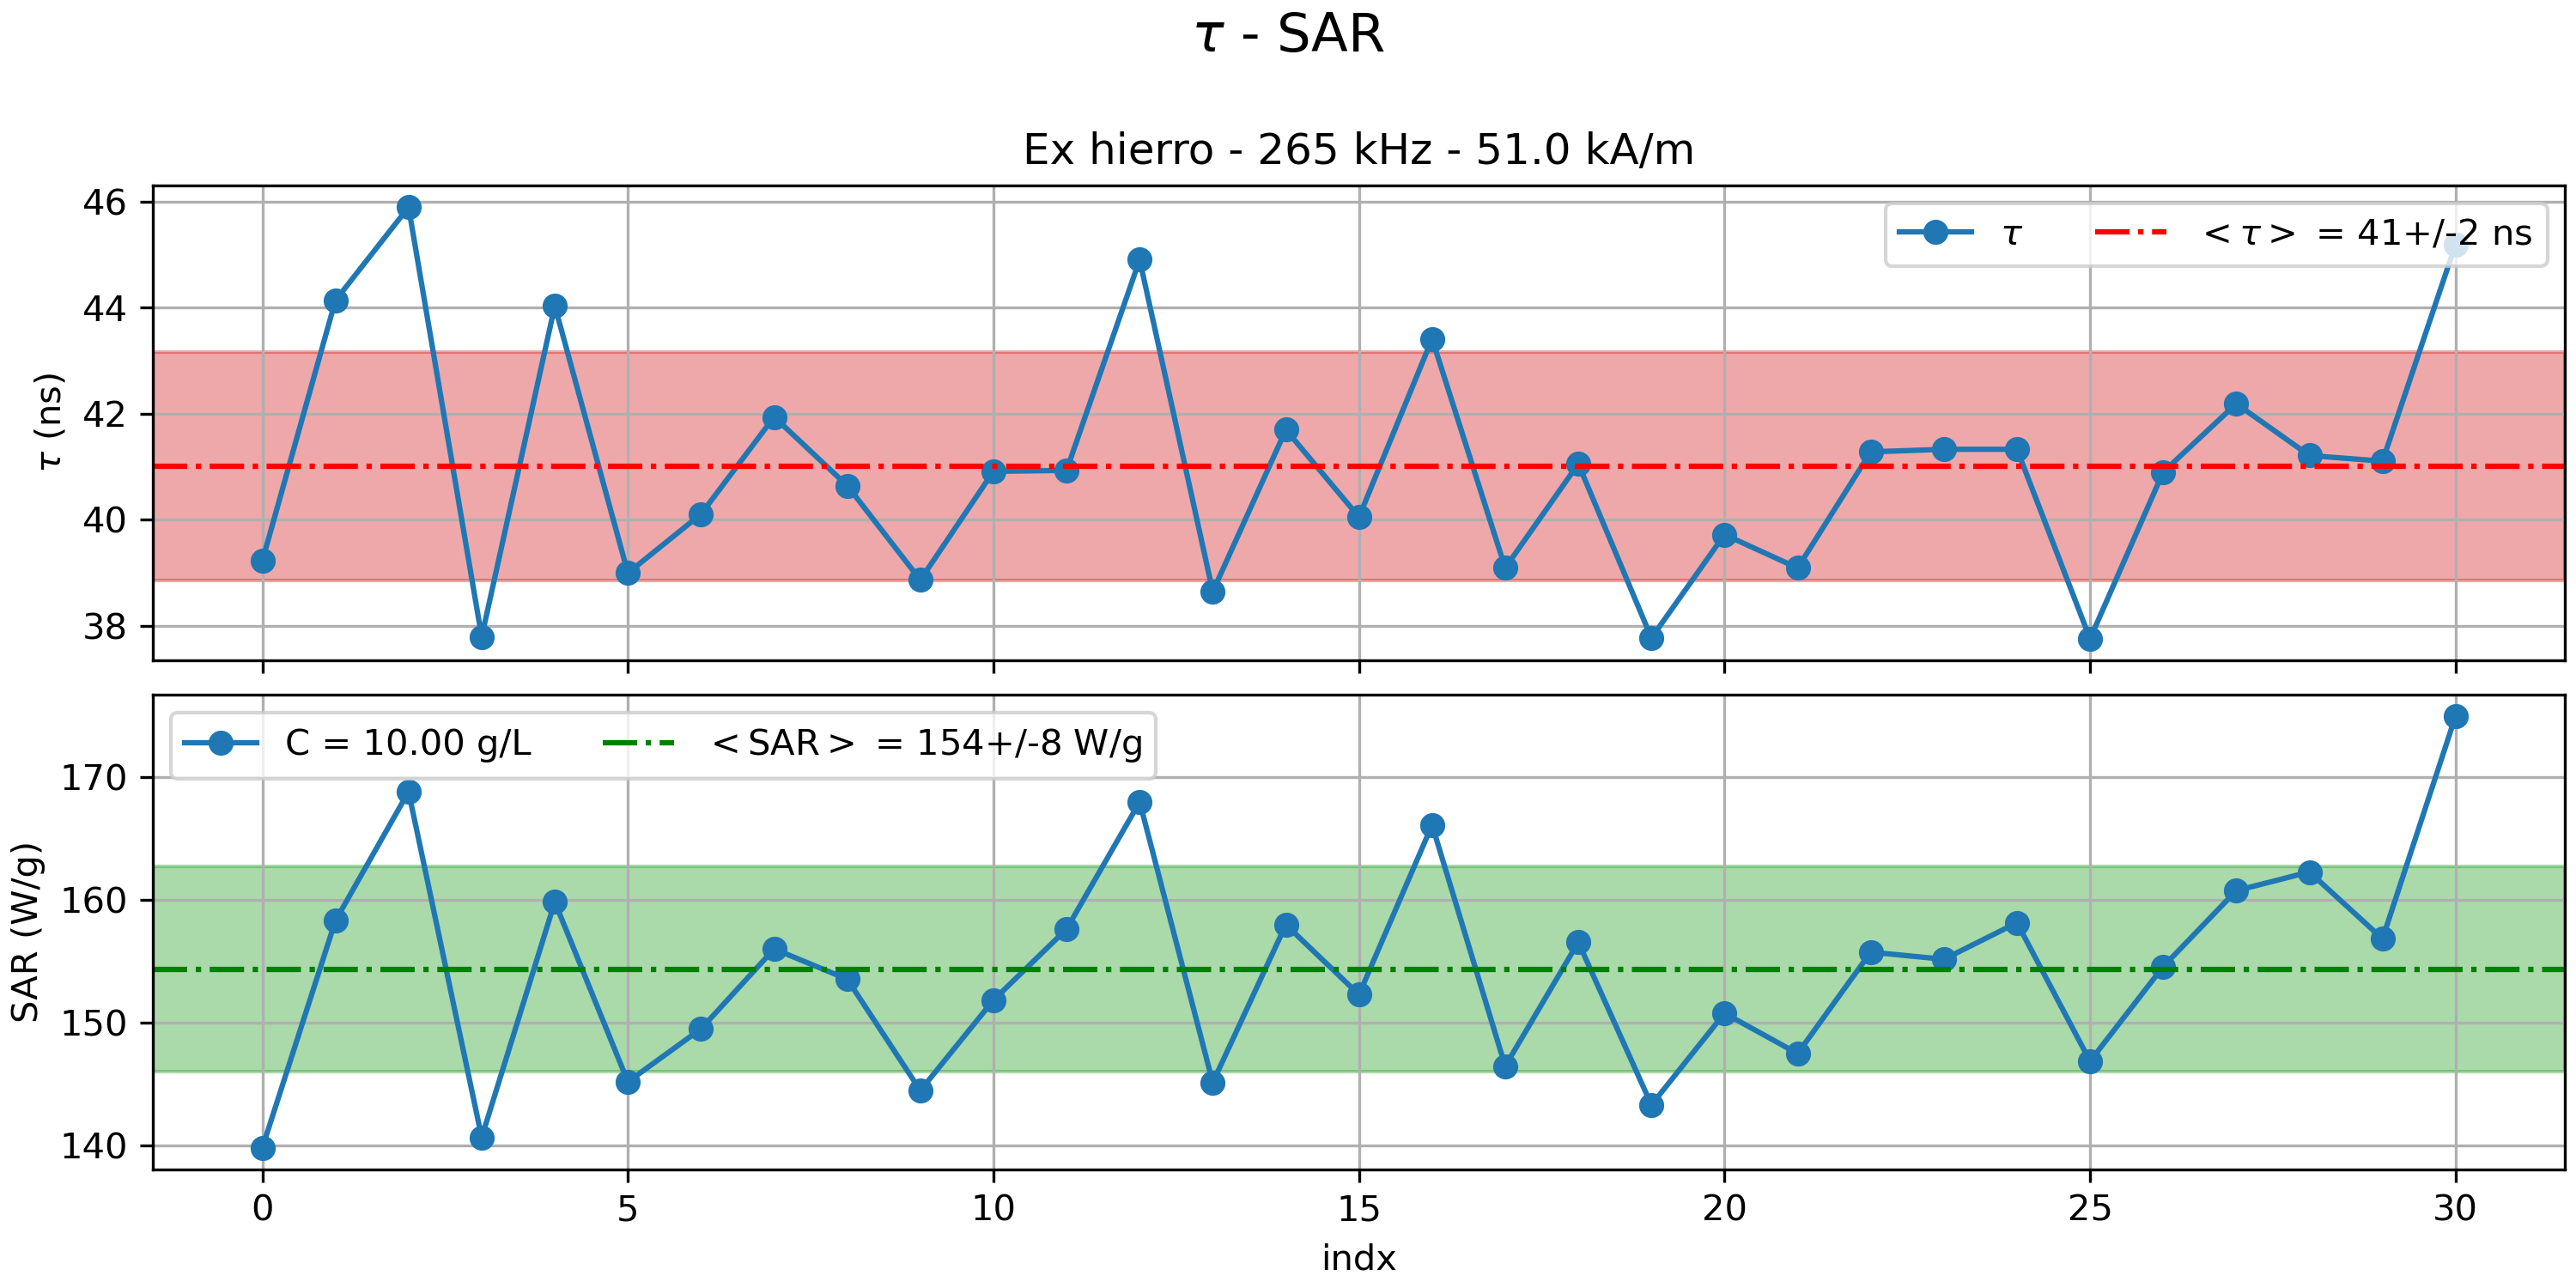 τ - SAR
Ex hierro - 265 kHz - 51.0 kA/m
τ (ns)
46
44
42
40
38
τ
<τ> = 41+/-2 ns
SAR (W/g)
170
160
150
140
C = 10.00 g/L
<SAR> = 154+/-8 W/g
0 5 10 15 20 25 30
indx